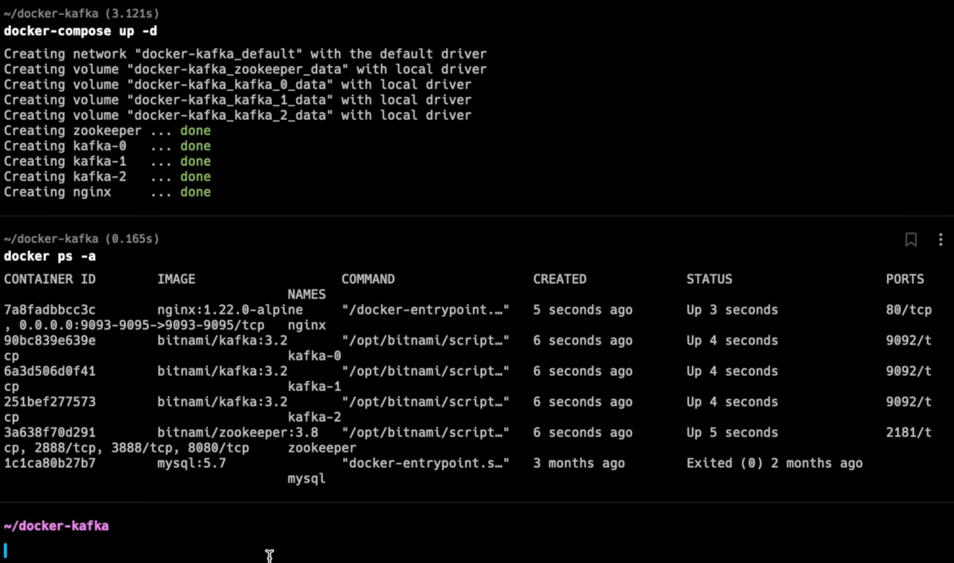 ~/docker-kafka (3.121s)
docker-compose up -d
Creating network "docker-kafka_default" with the default driver
Creating volume "docker-kafka_zookeeper_data" with local driver
Creating volume "docker-kafka_kafka_0_data" with local driver
Creating volume "docker-kafka_kafka_1_data" with local driver
Creating volume "docker-kafka_kafka_2_data" with local driver
Creating zookeeper ... done
Creating kafka-0   ... done
Creating kafka-1   ... done
Creating kafka-2   ... done
Creating nginx     ... done
~/docker-kafka (0.165s)
docker ps -a
CONTAINER ID        IMAGE                   COMMAND                  CREATED             STATUS                    PORTS
                                     NAMES
7a8fadbbcc3c        nginx:1.22.0-alpine     "/docker-entrypoint.…"   5 seconds ago       Up 3 seconds              80/tcp
, 0.0.0.0:9093-9095->9093-9095/tcp   nginx
90bc839e639e        bitnami/kafka:3.2       "/opt/bitnami/script…"   6 seconds ago       Up 4 seconds              9092/t
cp                                   kafka-0
6a3d506d0f41        bitnami/kafka:3.2       "/opt/bitnami/script…"   6 seconds ago       Up 4 seconds              9092/t
cp                                   kafka-1
251bef277573        bitnami/kafka:3.2       "/opt/bitnami/script…"   6 seconds ago       Up 4 seconds              9092/t
cp                                   kafka-2
3a638f70d291        bitnami/zookeeper:3.8   "/opt/bitnami/script…"   6 seconds ago       Up 5 seconds              2181/t
cp, 2888/tcp, 3888/tcp, 8080/tcp     zookeeper
1c1ca80b27b7        mysql:5.7               "docker-entrypoint.s…"   3 months ago        Exited (0) 2 months ago
                                     mysql
~/docker-kafka